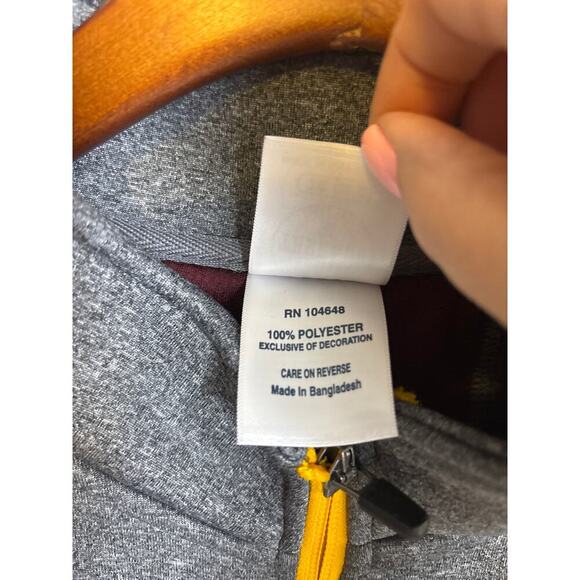 RN 104648
100% POLYESTER
EXCLUSIVE OF DECORATION
CARE ON REVERSE
Made In Bangladesh